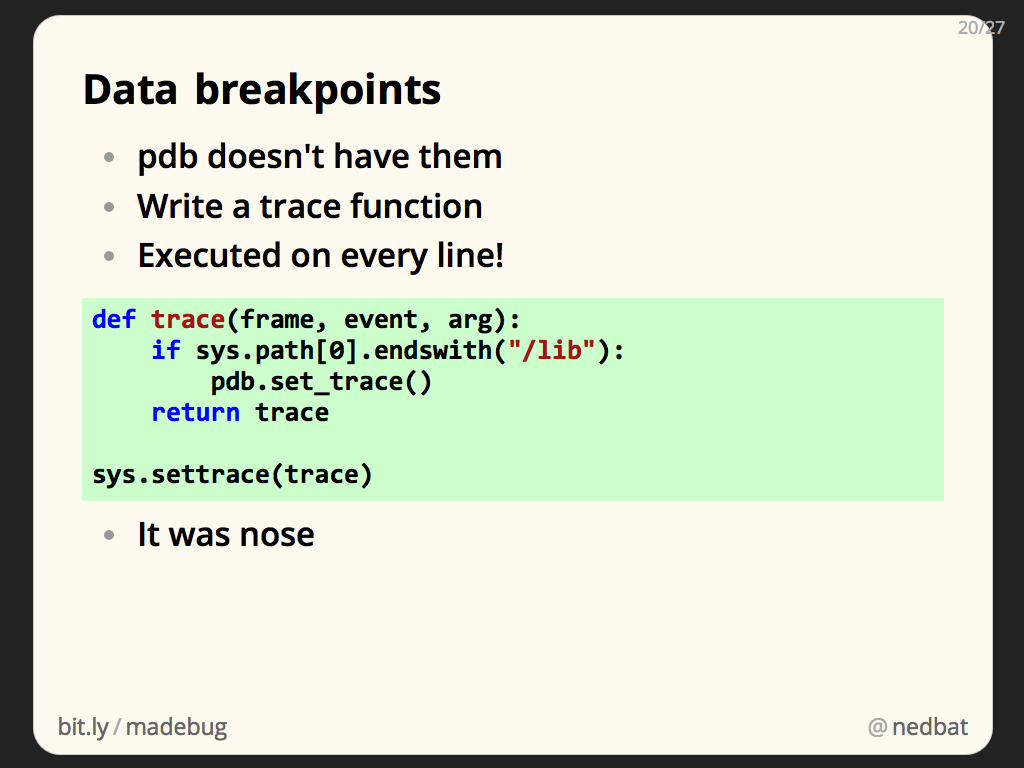 20/27
Data breakpoints
• pdb doesn't have them
• Write a trace function
• Executed on every line!
def trace(frame, event, arg):
    if sys.path[0].endswith("/lib"):
        pdb.set_trace()
    return trace

sys.settrace(trace)
• It was nose
bit.ly/madebug
@nedbat